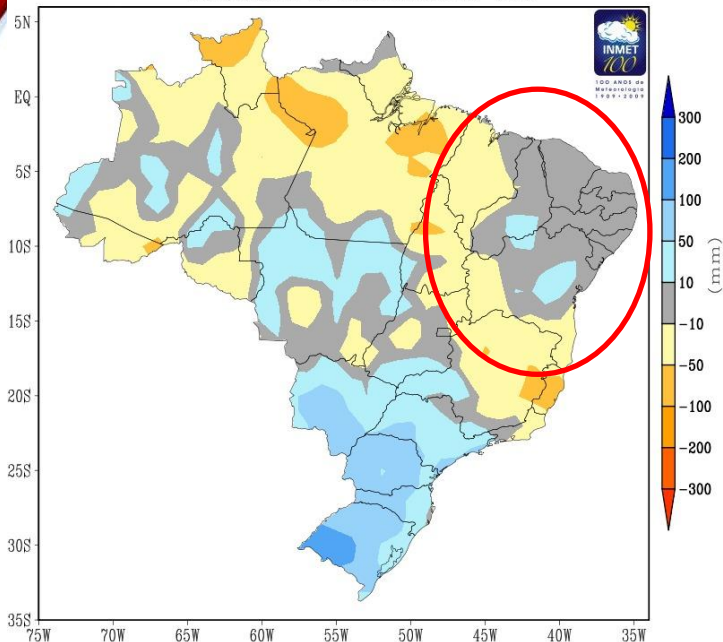 5N
EQ
5S
10S
15S
20S
25S
30S
35S
75W 70W 65W 60W 55W 50W 45W 40W 35W
INMET
100
100 ANOS de
Meteorologia
1909-2009
300
200
100
50
10
-10
-50
-100
-200
-300
(mm)